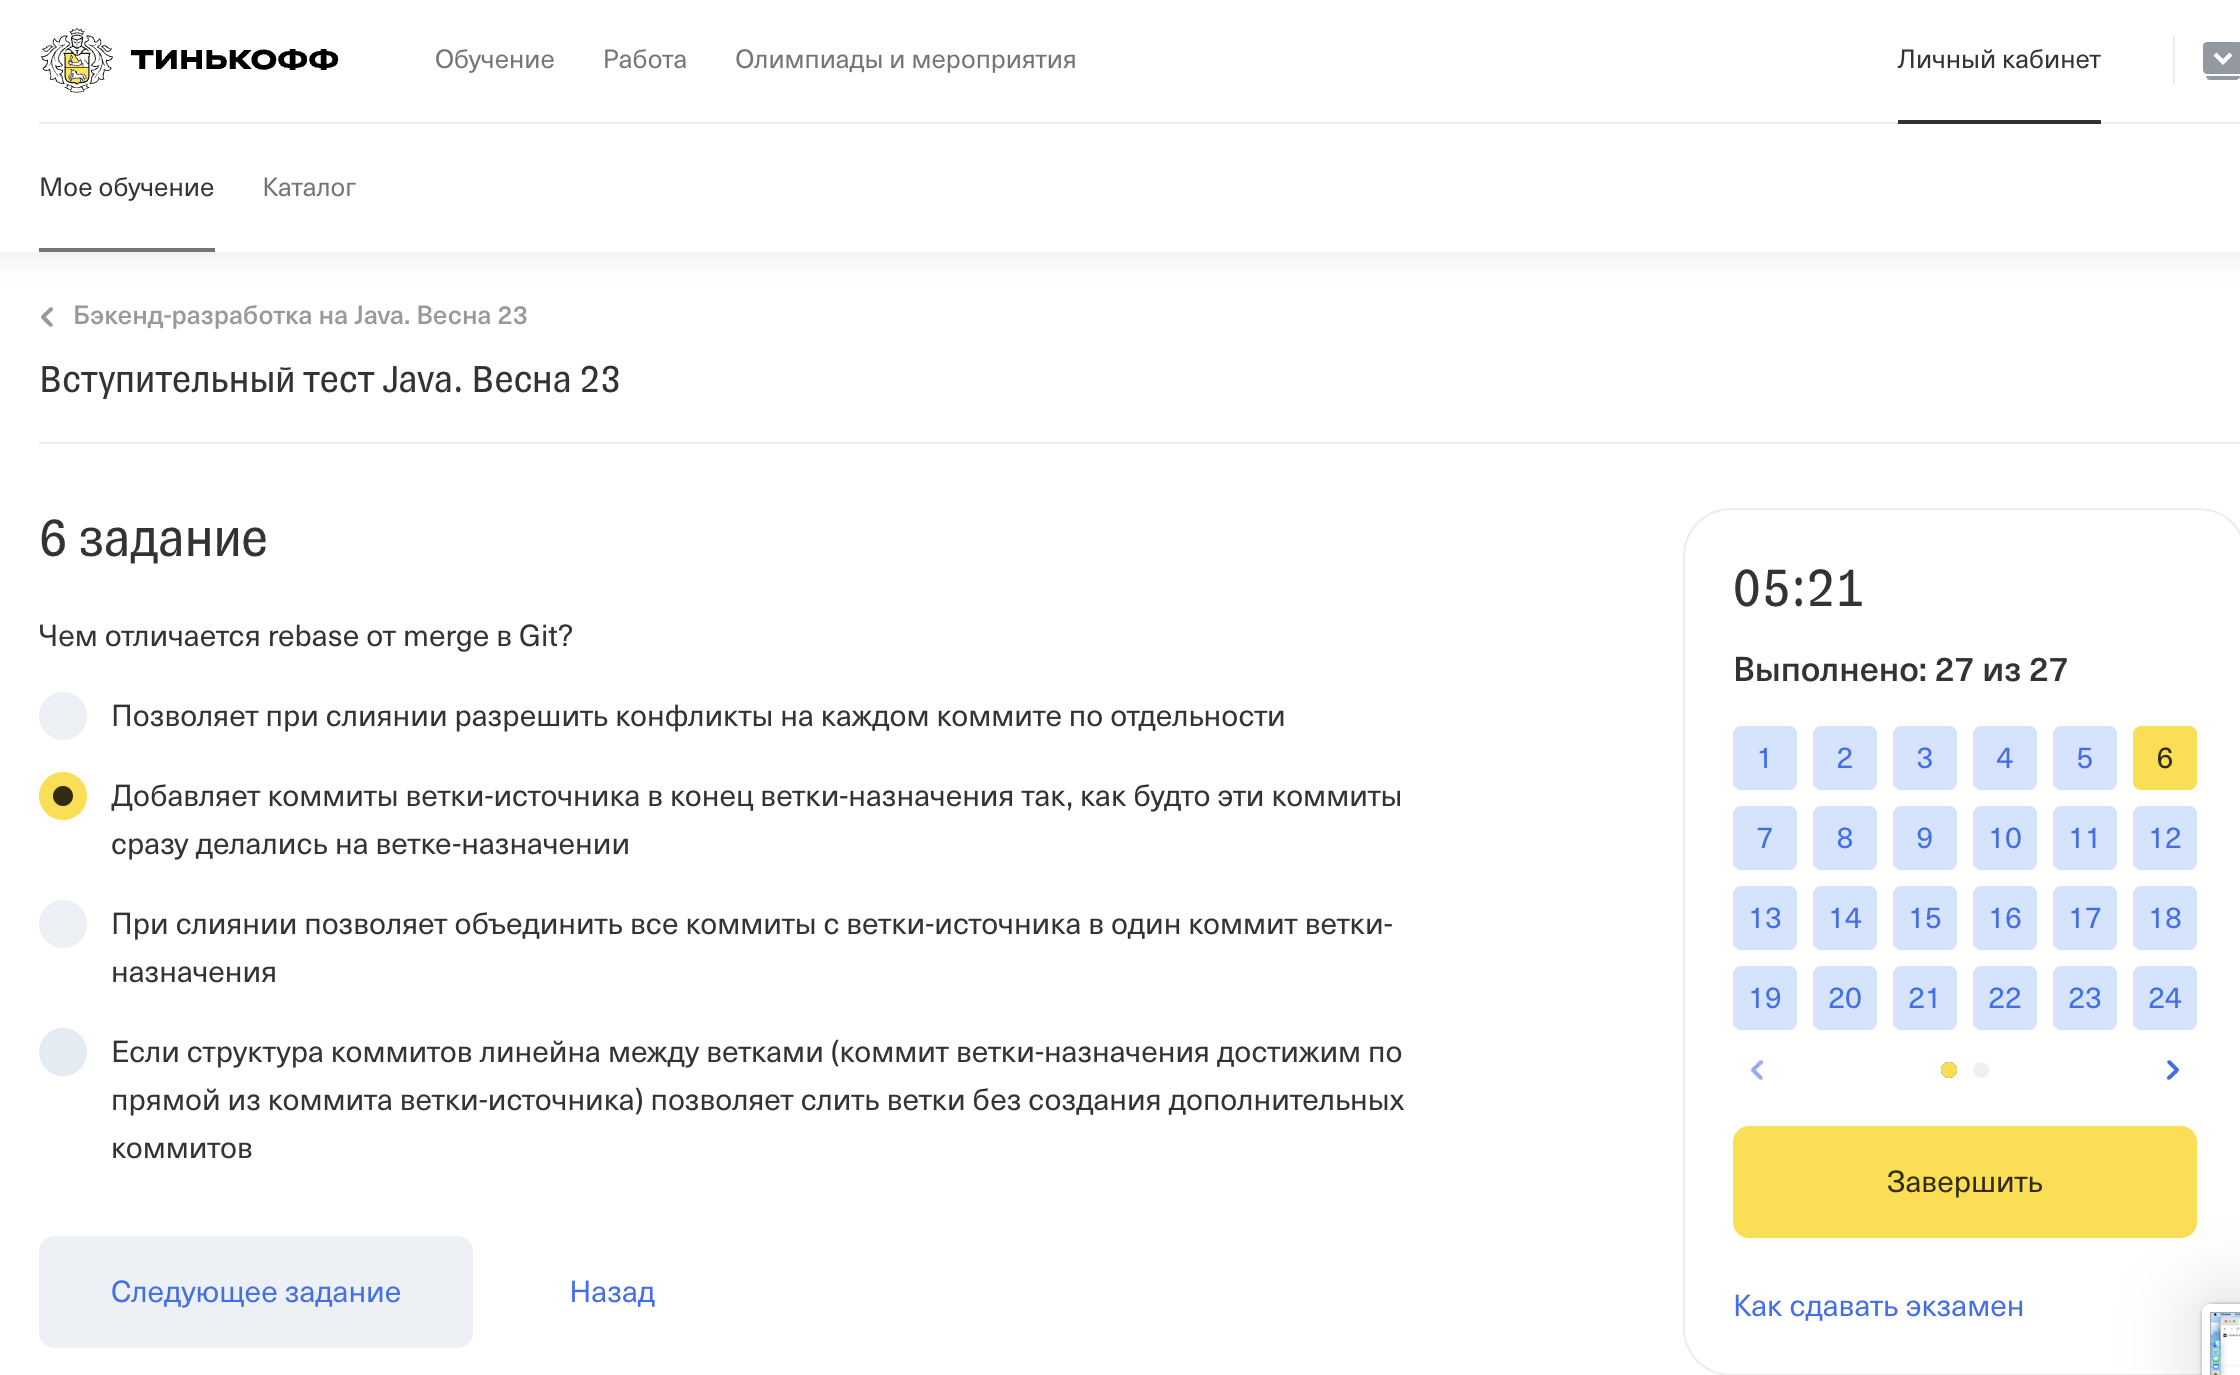 ТИНЬКОФФ
Обучение
Работа
Олимпиады и мероприятия
Личный кабинет
Мое обучение
Каталог
Бэкенд-разработка на Java. Весна 23
Вступительный тест Java. Весна 23
6 задание
Чем отличается rebase от merge в Git?
Позволяет при слиянии разрешить конфликты на каждом коммите по отдельности
Добавляет коммиты ветки-источника в конец ветки-назначения так, как будто эти коммиты
сразу делались на ветке-назначении
При слиянии позволяет объединить все коммиты с ветки-источника в один коммит ветки-
назначения
Если структура коммитов линейна между ветками (коммит ветки-назначения достижим по
прямой из коммита ветки-источника) позволяет слить ветки без создания дополнительных
коммитов
Следующее задание
Назад
05:21
Выполнено: 27 из 27
1 2 3 4 5 6
7 8 9 10 11 12
13 14 15 16 17 18
19 20 21 22 23 24
Завершить
Как сдавать экзамен